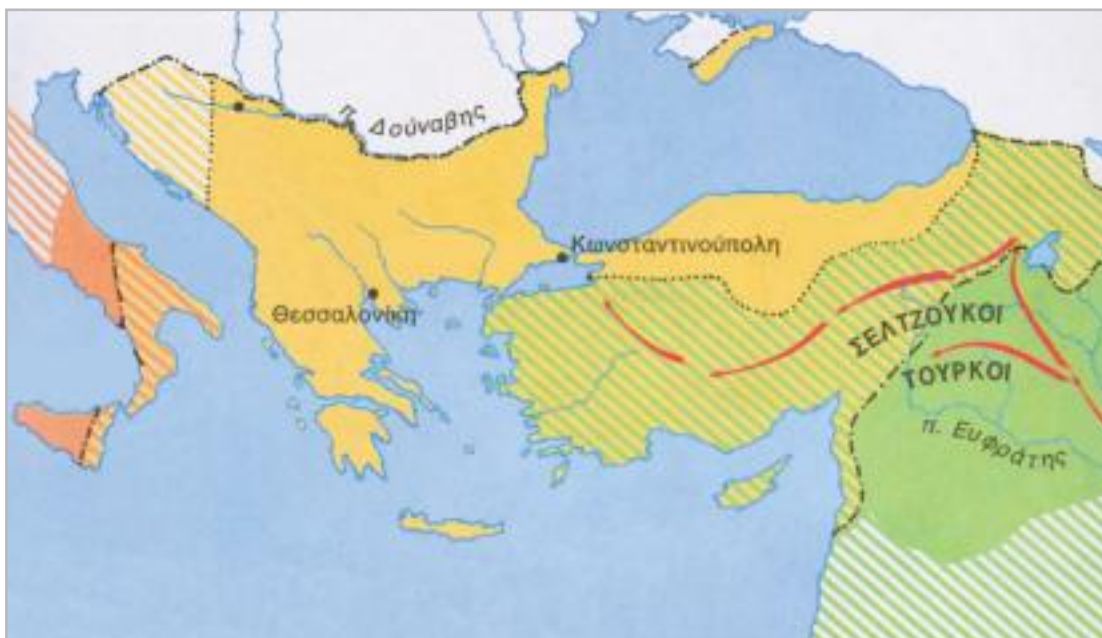 π. Δούναβης
Κωνσταντινούπολη
Θεσσαλονίκη
ΣΕΛΤΖΟΥΚΟΙ
ΤΟΥΡΚΟΙ
π. Ευφράτης